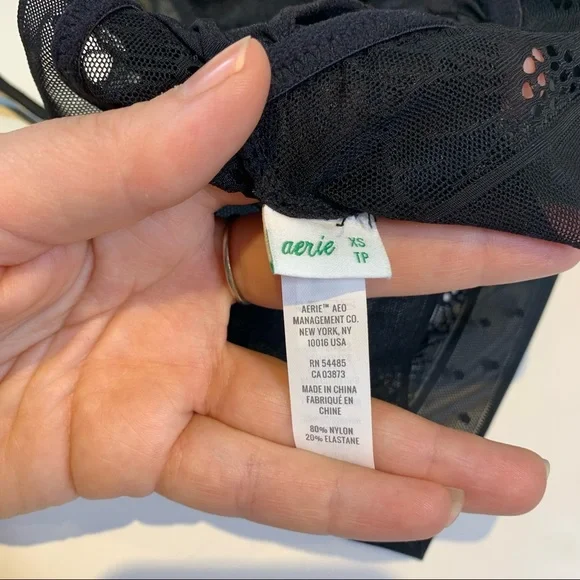 aerie XS
TP
AERIE™ AEO
MANAGEMENT CO.
NEW YORK, NY
10016 USA
RN 54485
CA 03873
MADE IN CHINA
FABRIQUÉ EN
CHINE
80% NYLON
20% ELASTANE